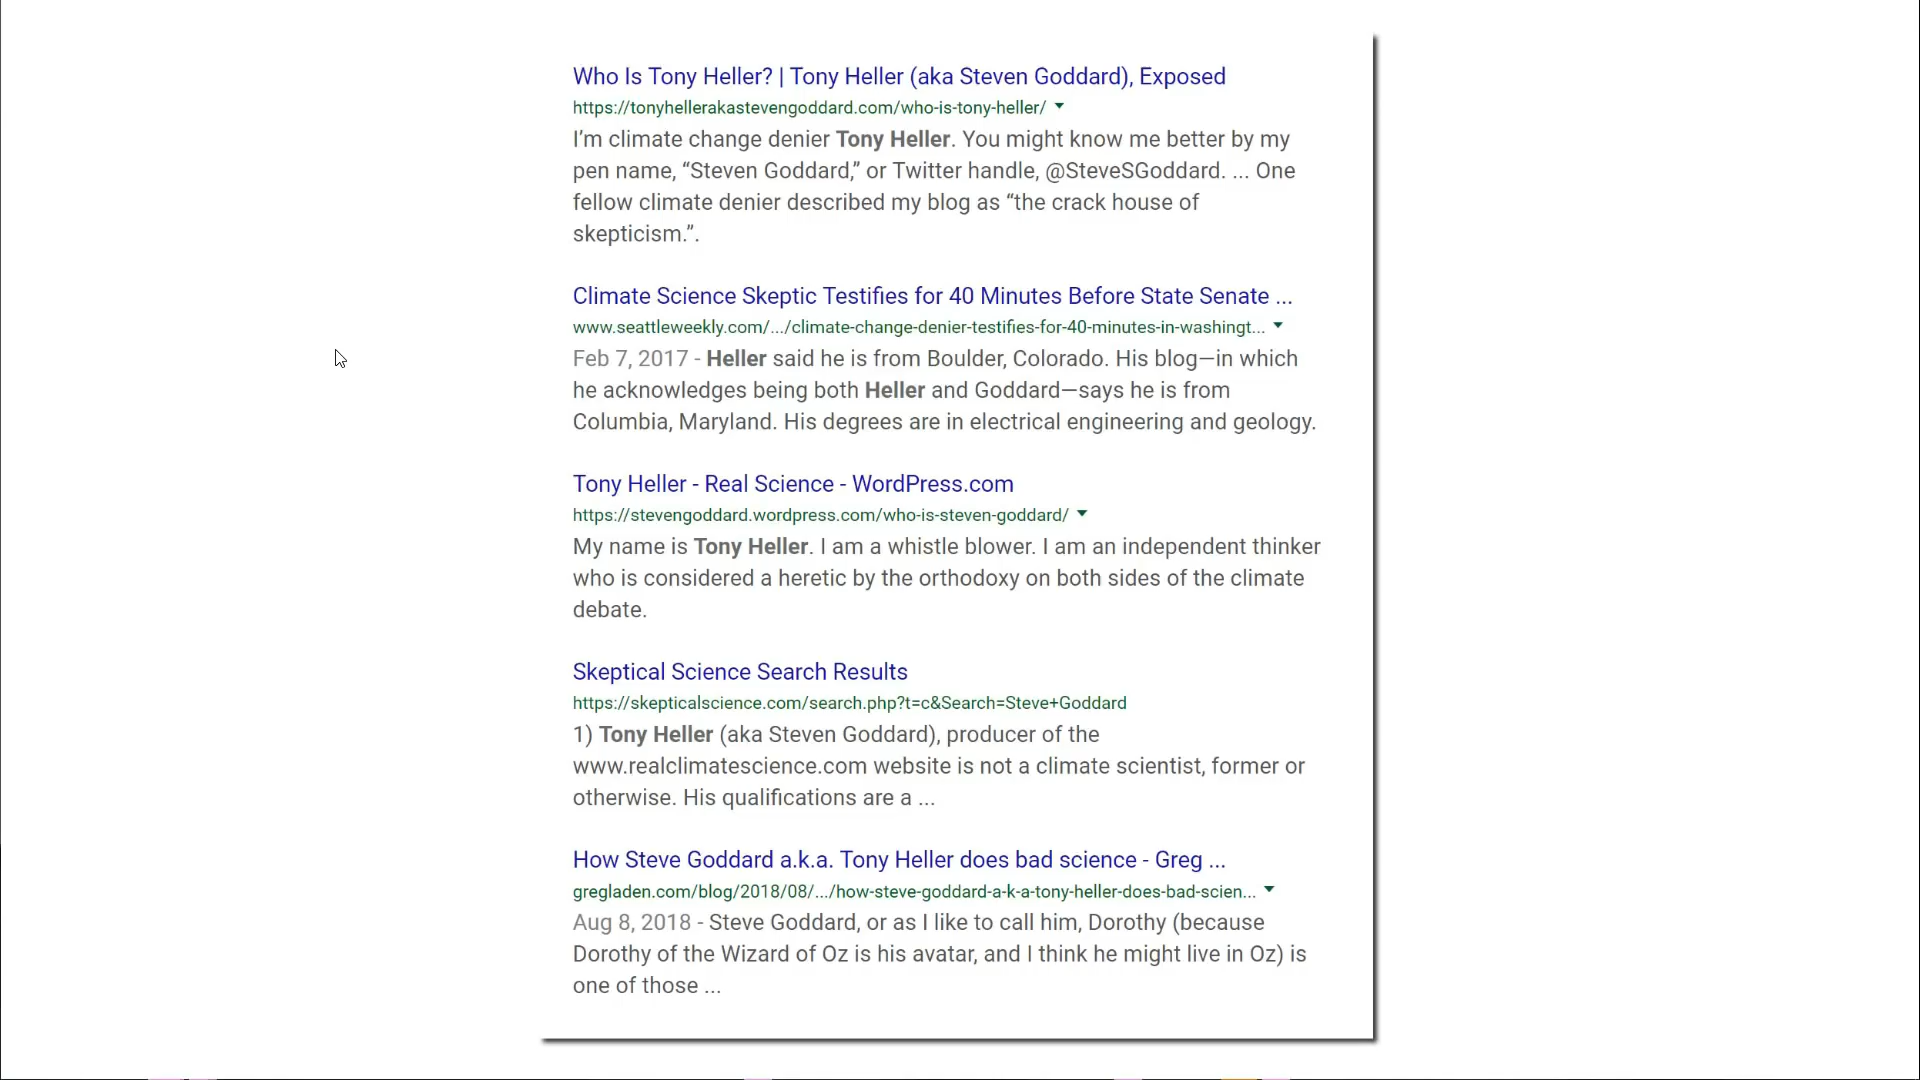 Who Is Tony Heller? | Tony Heller (aka Steven Goddard), Exposed
https://tonyhellerakastevengoddard.com/who-is-tony-heller/
I’m climate change denier Tony Heller. You might know me better by my
pen name, “Steven Goddard,” or Twitter handle, @SteveSGoddard. ... One
fellow climate denier described my blog as “the crack house of
skepticism.”.
Climate Science Skeptic Testifies for 40 Minutes Before State Senate ...
www.seattleweekly.com/.../climate-change-denier-testifies-for-40-minutes-in-washingt...
Feb 7, 2017 - Heller said he is from Boulder, Colorado. His blog—in which
he acknowledges being both Heller and Goddard—says he is from
Columbia, Maryland. His degrees are in electrical engineering and geology.
Tony Heller - Real Science - WordPress.com
https://stevengoddard.wordpress.com/who-is-steven-goddard/
My name is Tony Heller. I am a whistle blower. I am an independent thinker
who is considered a heretic by the orthodoxy on both sides of the climate
debate.
Skeptical Science Search Results
https://skepticalscience.com/search.php?t=c&Search=Steve+Goddard
1) Tony Heller (aka Steven Goddard), producer of the
www.realclimatescience.com website is not a climate scientist, former or
otherwise. His qualifications are a ...
How Steve Goddard a.k.a. Tony Heller does bad science - Greg ...
gregladen.com/blog/2018/08/.../how-steve-goddard-a-k-a-tony-heller-does-bad-scien...
Aug 8, 2018 - Steve Goddard, or as I like to call him, Dorothy (because
Dorothy of the Wizard of Oz is his avatar, and I think he might live in Oz) is
one of those ...